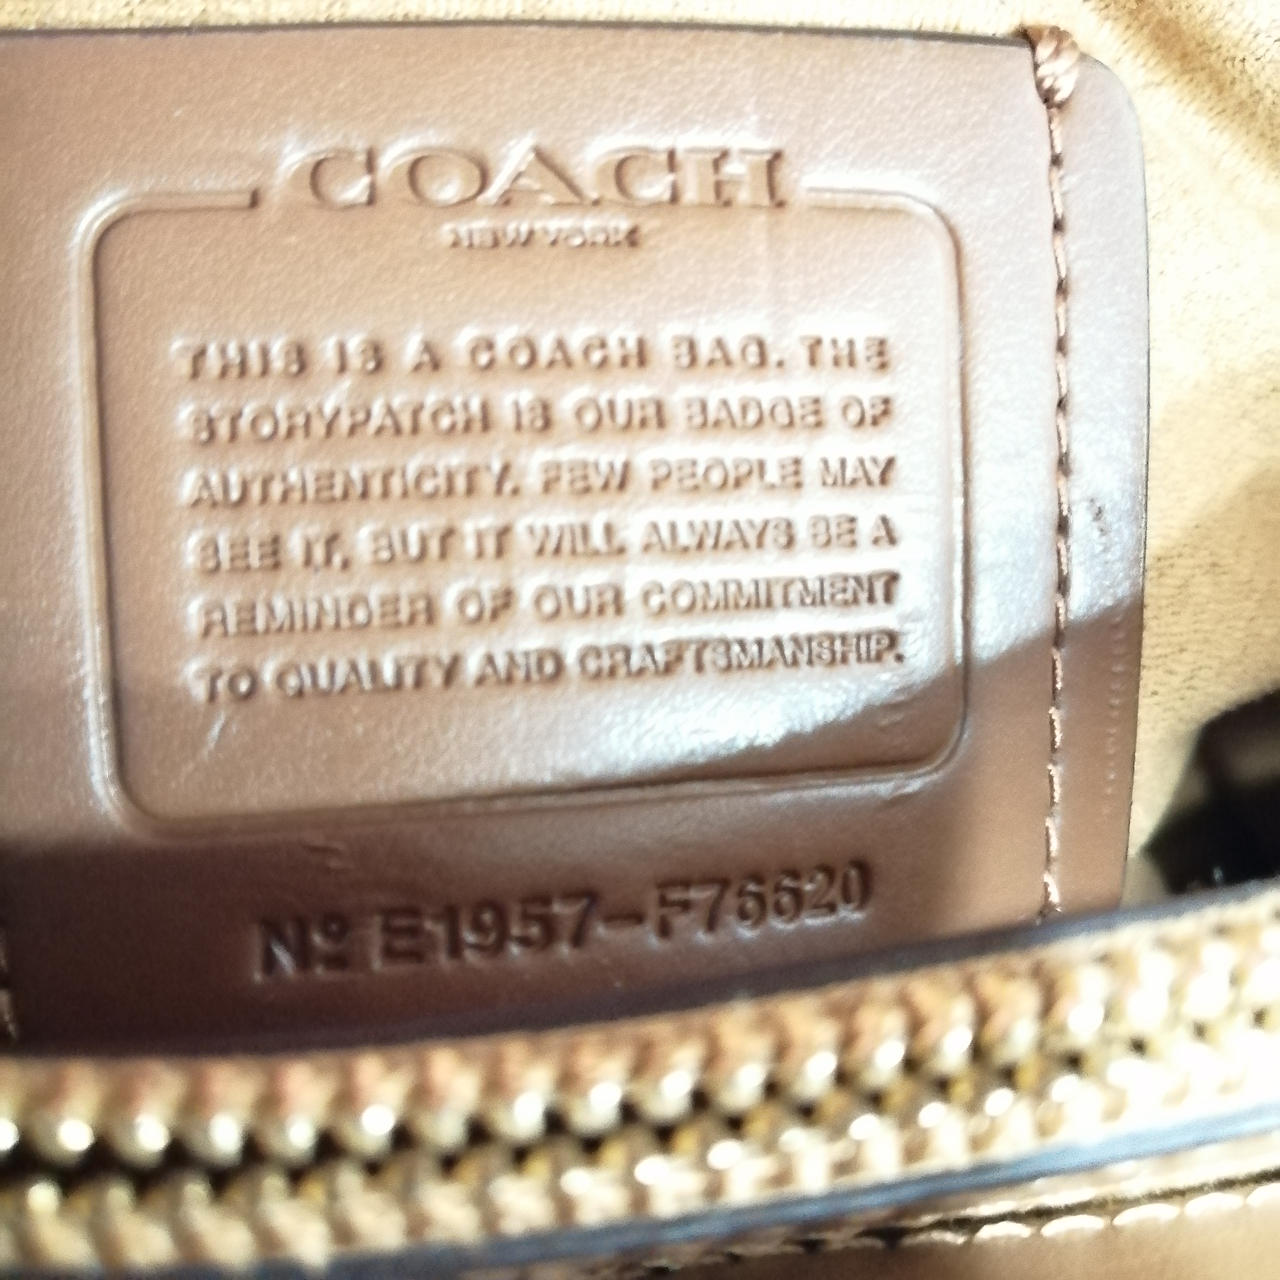 COACH
NEW YORK
THIS IS A COACH BAG. THE
STORYPATCH IS OUR BADGE OF
AUTHENTICITY. FEW PEOPLE MAY
SEE IT, BUT IT WILL ALWAYS BE A
REMINDER OF OUR COMMITMENT
TO QUALITY AND CRAFTSMANSHIP.
Nº E1957-F76620